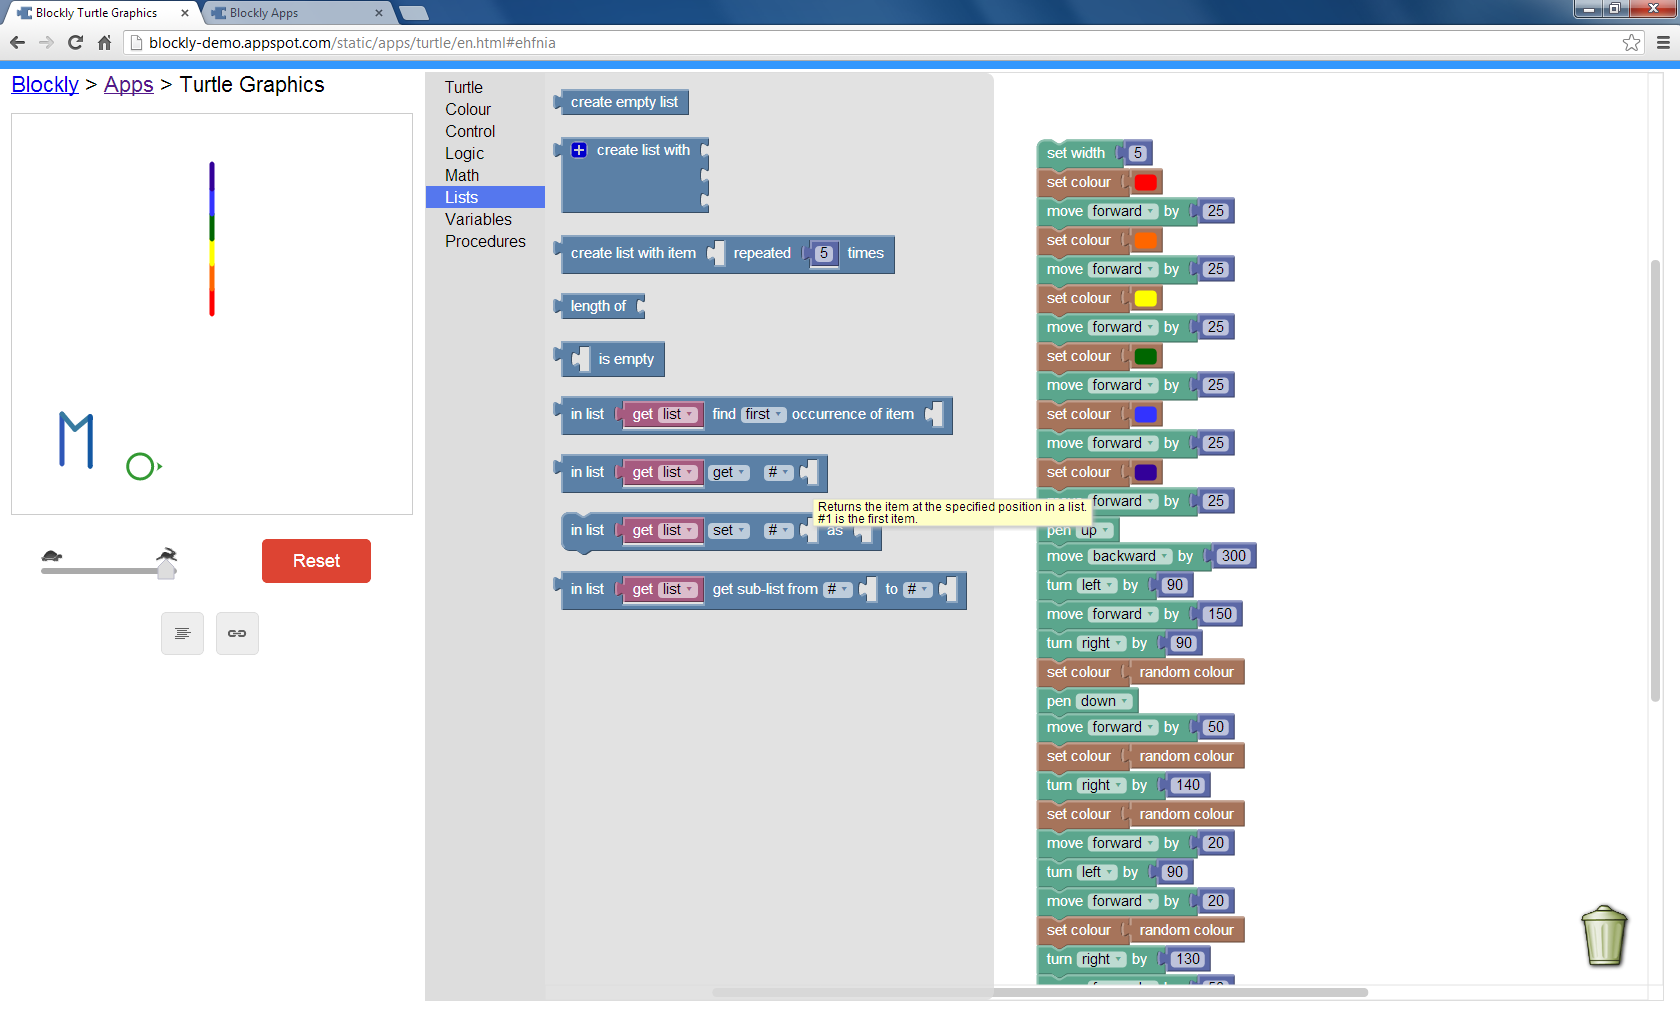 Blockly Turtle Graphics
Blockly Apps
blockly-demo.appspot.com/static/apps/turtle/en.html#ehfnia
Blockly > Apps > Turtle Graphics
Reset
Turtle
Colour
Control
Logic
Math
Lists
Variables
Procedures
create empty list
create list with
create list with item repeated 5 times
length of
is empty
in list get list find first occurrence of item
in list get list get #
Returns the item at the specified position in a list.
#1 is the first item.
in list get list set # as
in list get list get sub-list from # to #
set width 5
set colour
move forward by 25
set colour
move forward by 25
set colour
move forward by 25
set colour
move forward by 25
set colour
move forward by 25
set colour
forward by 25
pen up
move backward by 300
turn left by 90
move forward by 150
turn right by 90
set colour random colour
pen down
move forward by 50
set colour random colour
turn right by 140
set colour random colour
move forward by 20
turn left by 90
move forward by 20
set colour random colour
turn right by 130